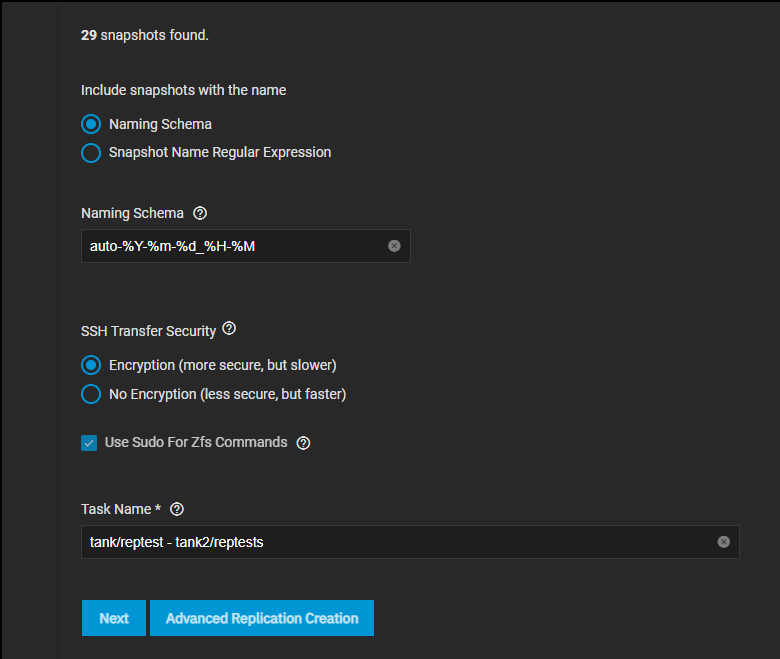 29 snapshots found.
Include snapshots with the name
Naming Schema
Snapshot Name Regular Expression
Naming Schema
auto-%Y-%m-%d_%H-%M
SSH Transfer Security
Encryption (more secure, but slower)
No Encryption (less secure, but faster)
Use Sudo For Zfs Commands
Task Name *
tank/reptest - tank2/reptests
Next Advanced Replication Creation